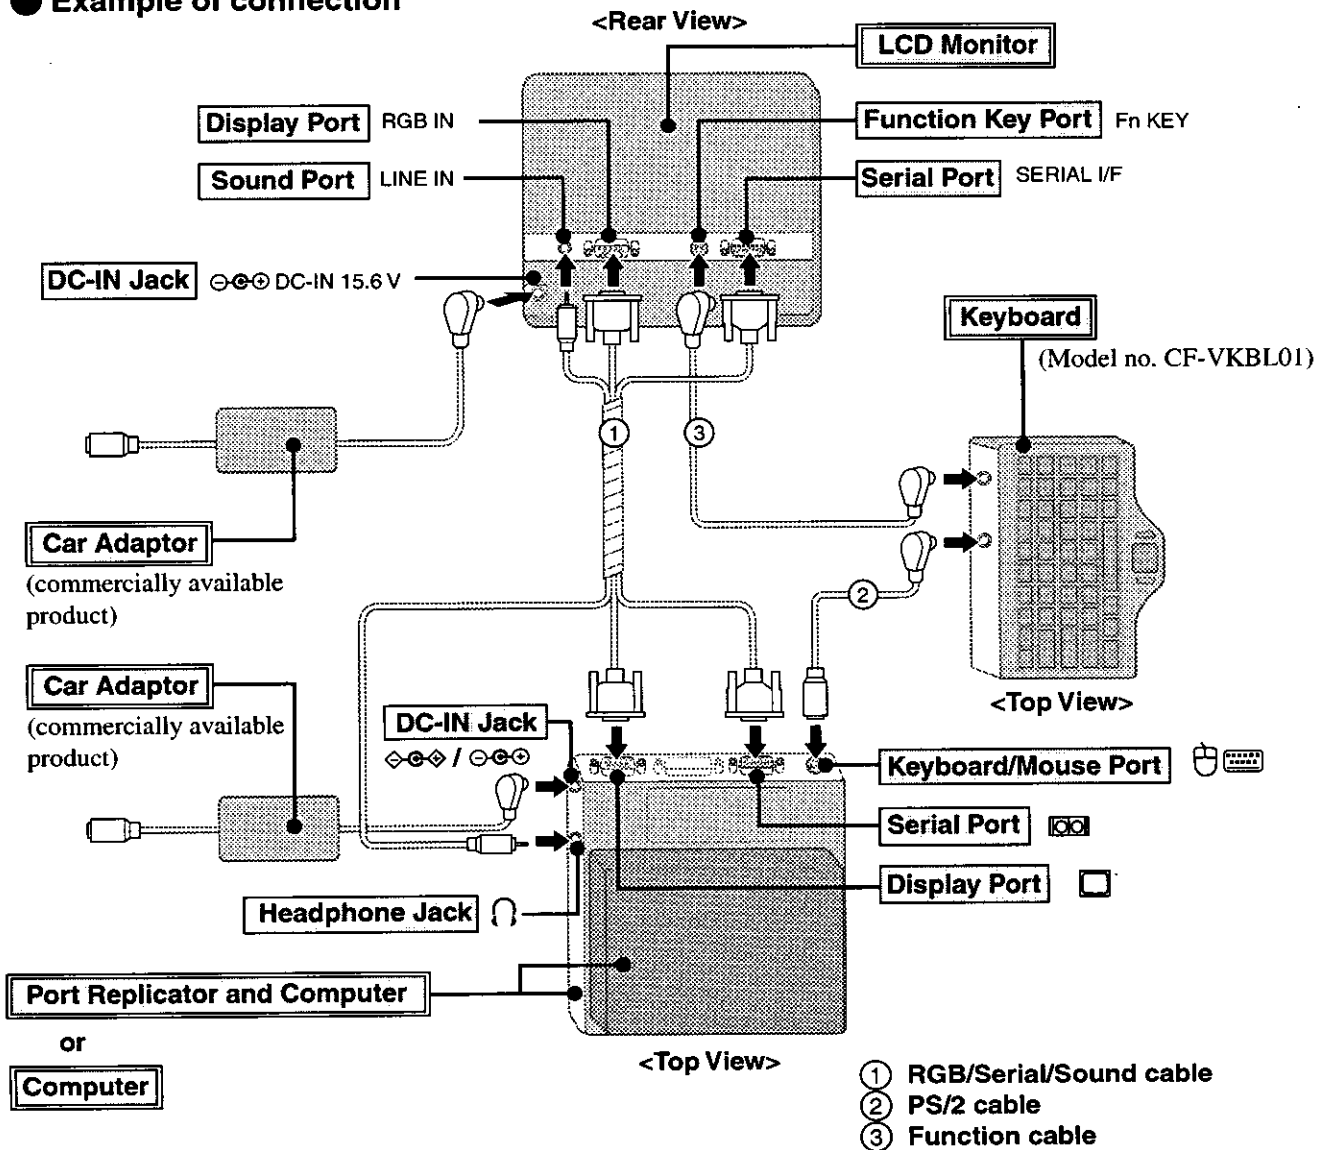 ● Example of connection
<Rear View>
LCD Monitor
Display Port RGB IN
Function Key Port Fn KEY
Sound Port LINE IN
Serial Port SERIAL I/F
DC-IN Jack DC-IN 15.6 V
Keyboard
(Model no. CF-VKBL01)
① ③
Car Adaptor
(commercially available
product)
②
Car Adaptor
(commercially available
product)
<Top View>
DC-IN Jack
/
Keyboard/Mouse Port
Serial Port
Display Port
Headphone Jack
Port Replicator and Computer
or
Computer
<Top View>
① RGB/Serial/Sound cable
② PS/2 cable
③ Function cable